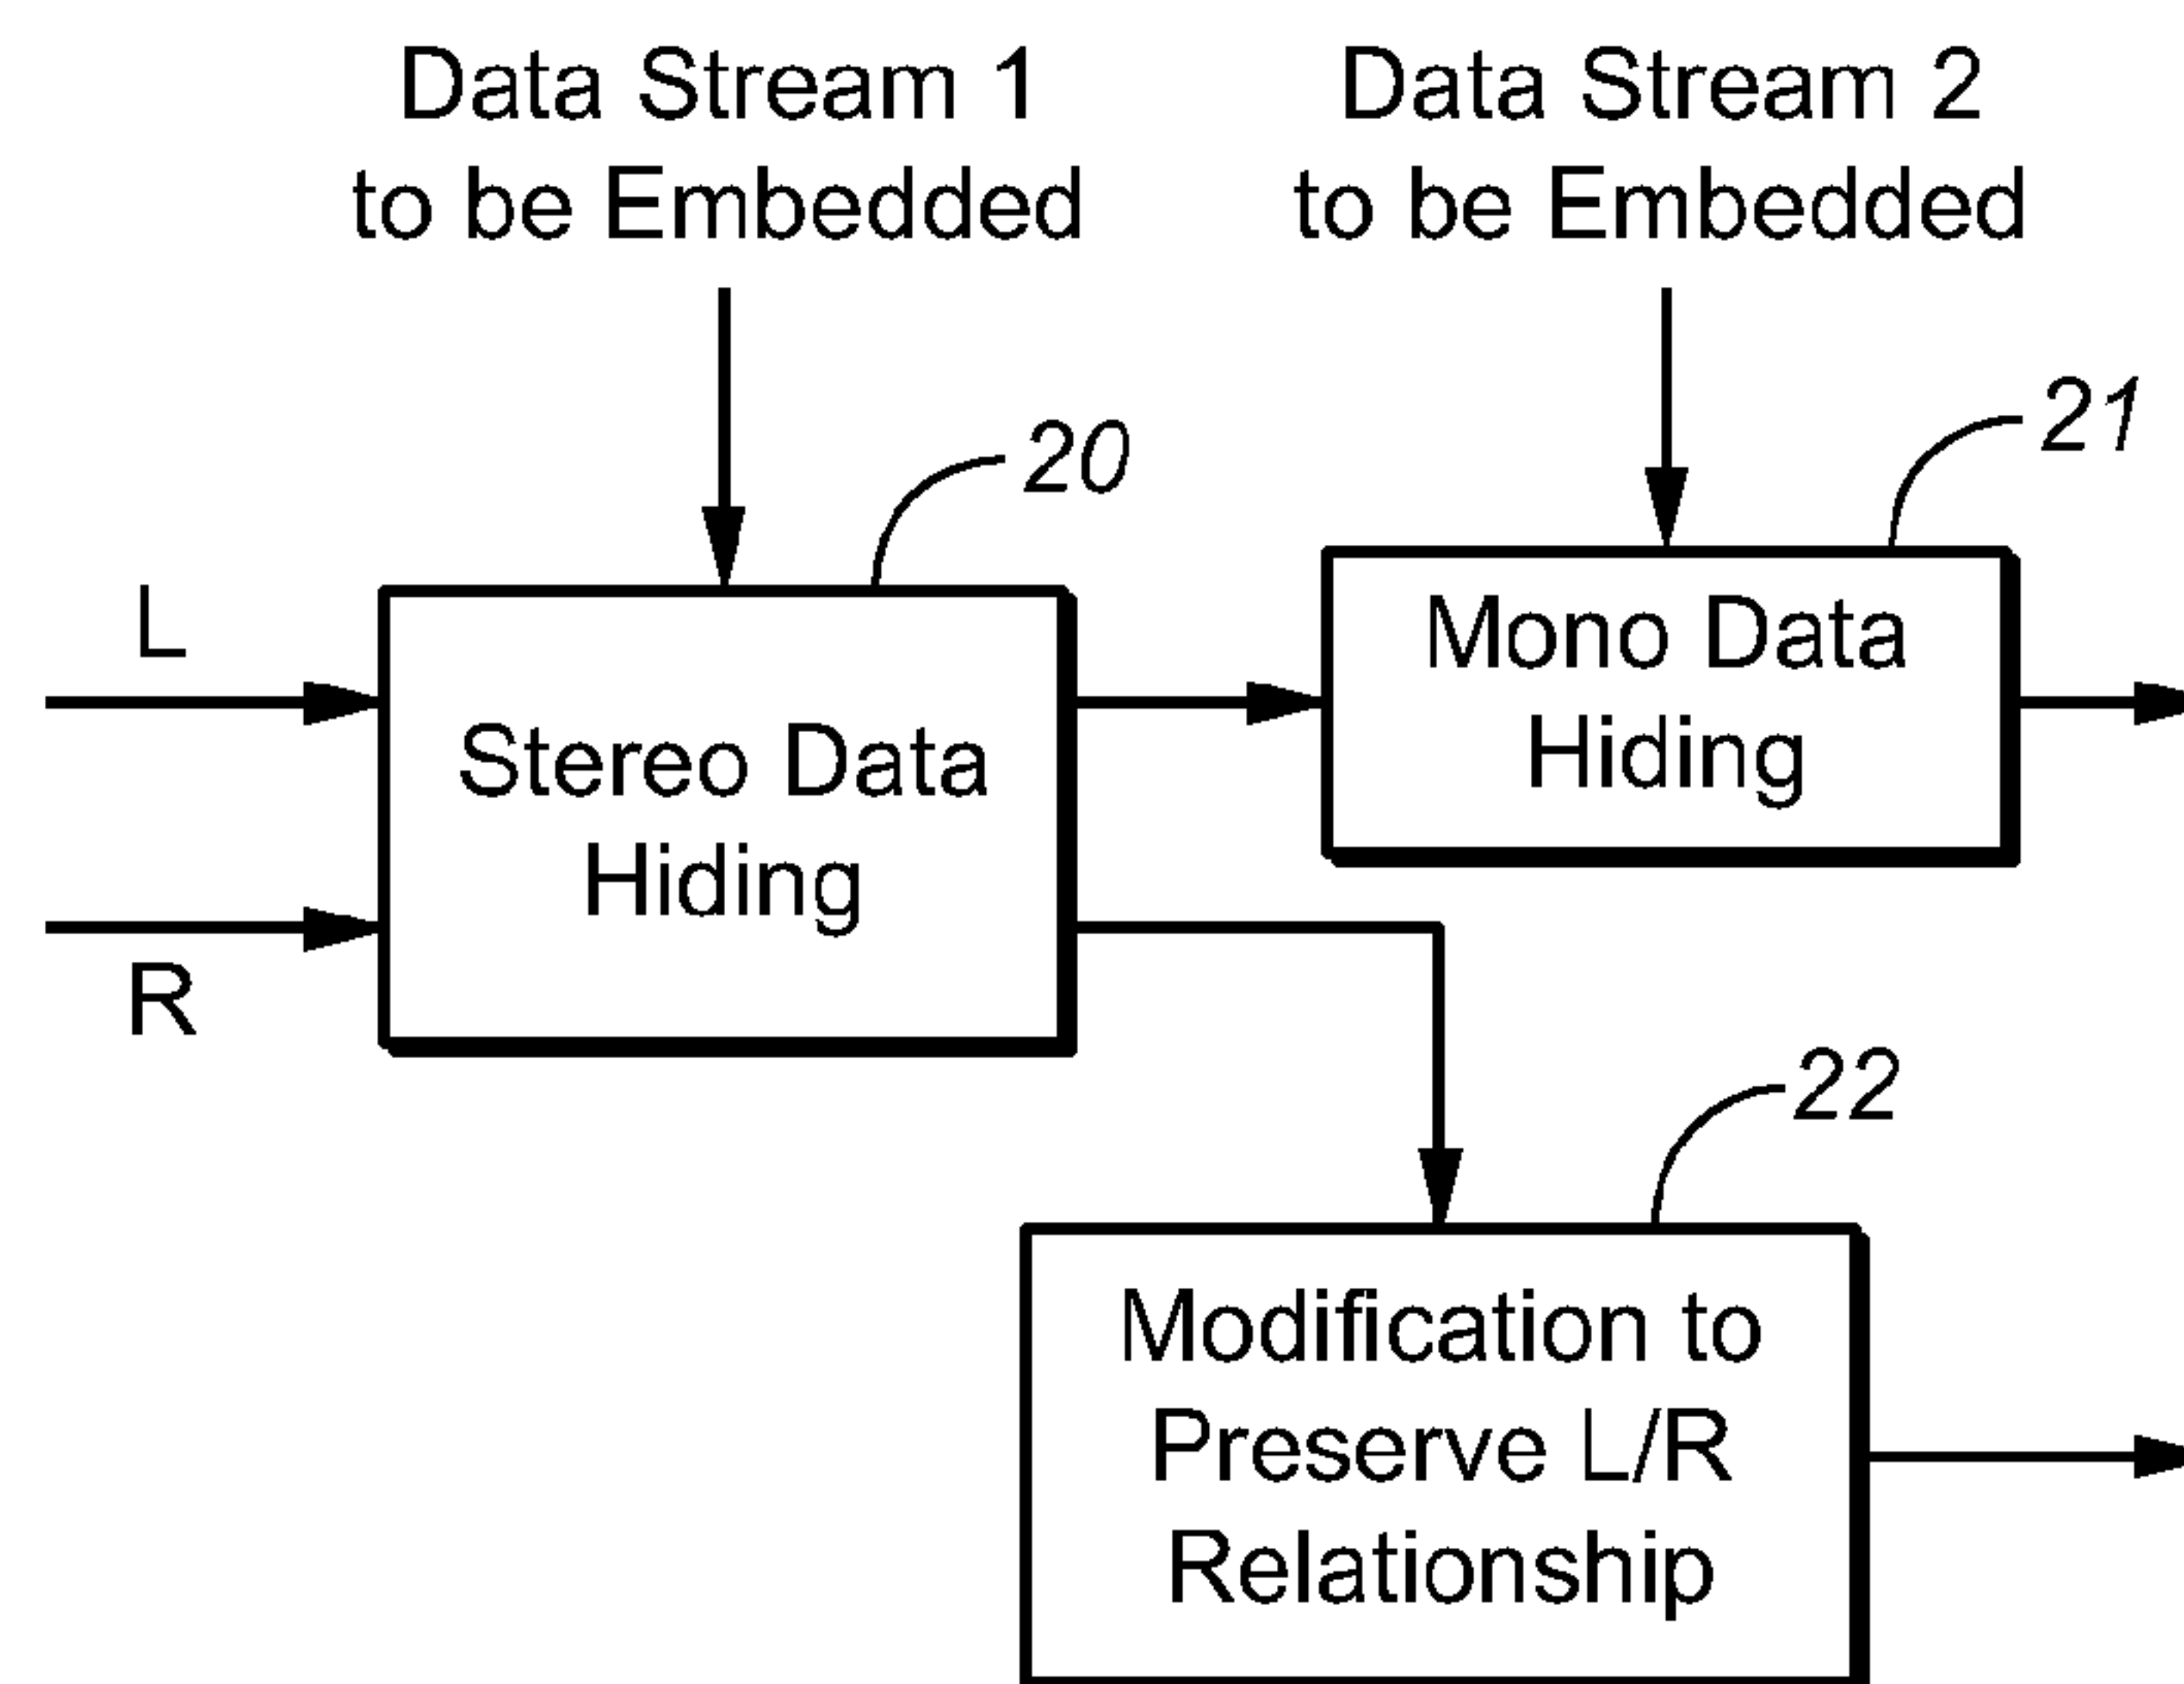 Data Stream 1
to be Embedded
Data Stream 2
to be Embedded
20
21
L
R
Stereo Data
Hiding
Mono Data
Hiding
22
Modification to
Preserve L/R
Relationship